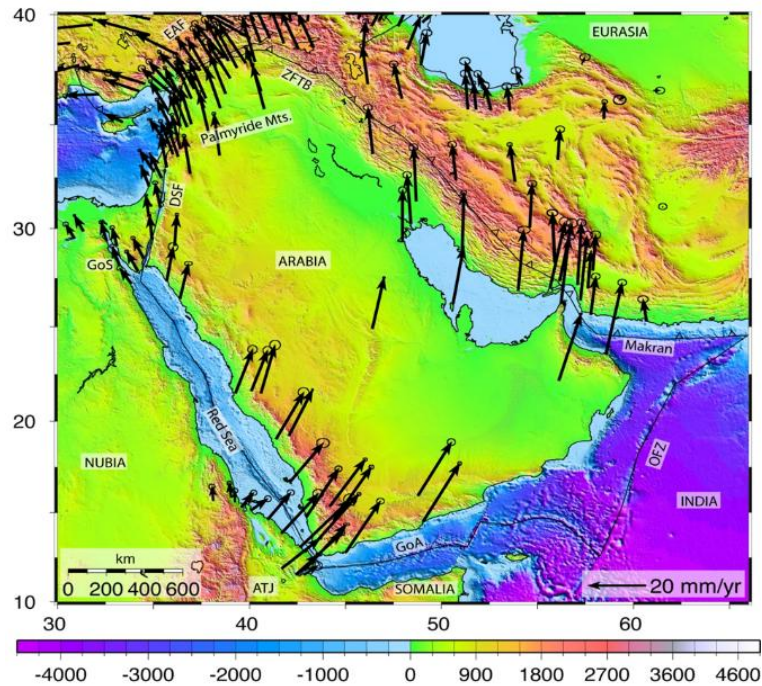 40
EAF
EURASIA
ZFTB
Palmyride Mts.
30
DSF
GoS
ARABIA
Makran
20
Red Sea
NUBIA
OFZ
INDIA
km
GoA
0 200 400 600
ATJ
SOMALIA
20 mm/yr
10
30
40
50
60
-4000 -3000 -2000 -1000 0 900 1800 2700 3600 4600